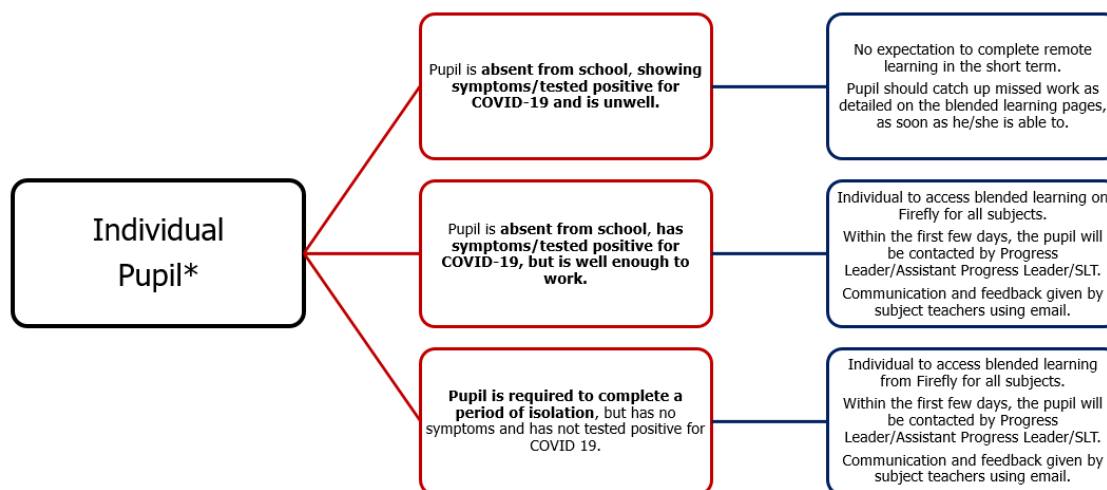 Individual
Pupil*
Pupil is absent from school, showing
symptoms/tested positive for
COVID-19 and is unwell.
No expectation to complete remote
learning in the short term.
Pupil should catch up missed work as
detailed on the blended learning pages,
as soon as he/she is able to.
Pupil is absent from school, has
symptoms/tested positive for
COVID-19, but is well enough to
work.
Individual to access blended learning on
Firefly for all subjects.
Within the first few days, the pupil will
be contacted by Progress
Leader/Assistant Progress Leader/SLT.
Communication and feedback given by
subject teachers using email.
Pupil is required to complete a
period of isolation, but has no
symptoms and has not tested positive for
COVID 19.
Individual to access blended learning
from Firefly for all subjects.
Within the first few days, the pupil will
be contacted by Progress
Leader/Assistant Progress Leader/SLT.
Communication and feedback given by
subject teachers using email.